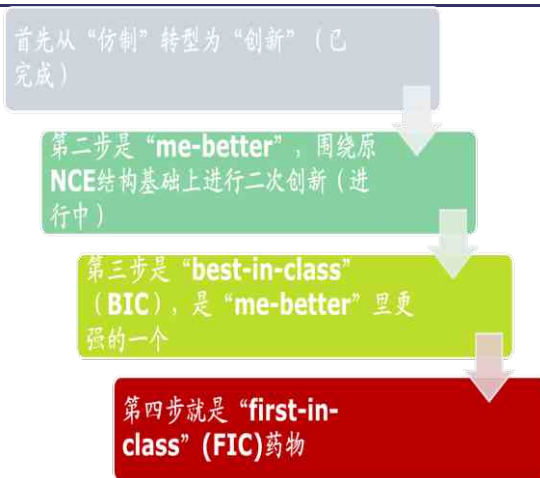 首先从“仿制”转型为“创新”（已
完成）
第二步是“me-better”，围绕原
NCE结构基础上进行二次创新（进
行中）
第三步是“best-in-class”
（BIC），是“me-better”里更
强的一个
第四步就是“first-in-
class”(FIC)药物